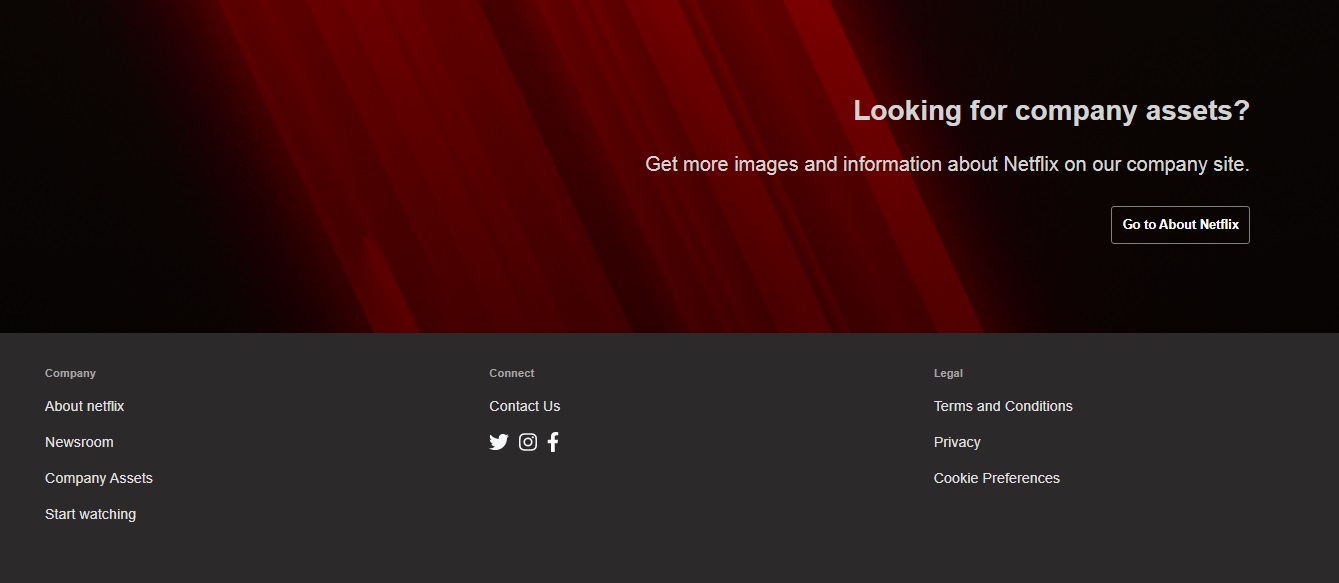 Looking for company assets?
Get more images and information about Netflix on our company site.
Go to About Netflix
Company
About netflix
Newsroom
Company Assets
Start watching
Connect
Contact Us
Legal
Terms and Conditions
Privacy
Cookie Preferences